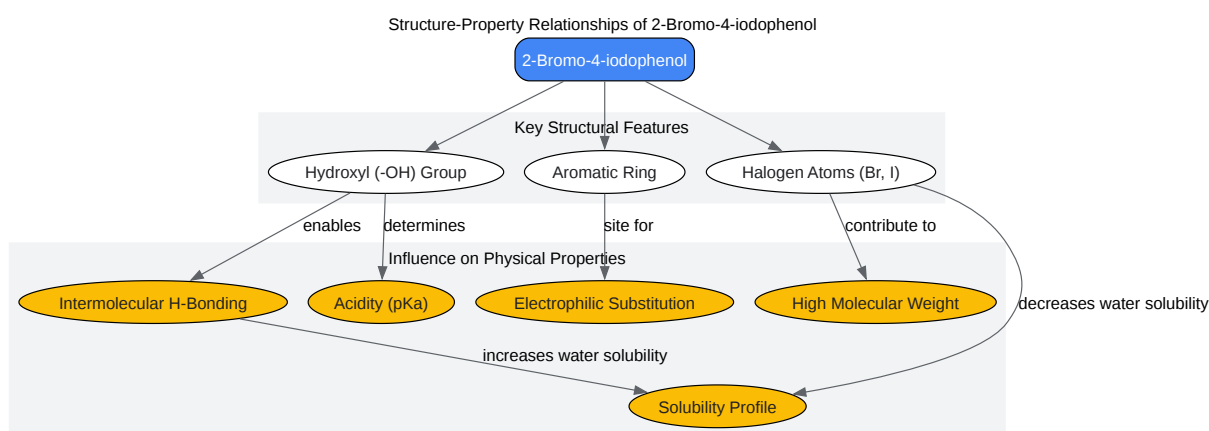 Structure-Property Relationships of 2-Bromo-4-iodophenol
2-Bromo-4-iodophenol
Key Structural Features
Hydroxyl (-OH) Group
Aromatic Ring
Halogen Atoms (Br, I)
enables
determines
site for
contribute to
Influence on Physical Properties
Intermolecular H-Bonding
Acidity (pKa)
Electrophilic Substitution
High Molecular Weight
decreases water solubility
increases water solubility
Solubility Profile